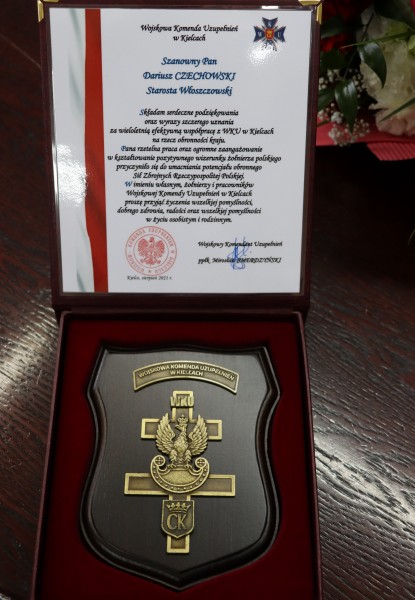 Wojskowa Komenda Uzupełnień
w Kielcach
Szanowny Pan
Dariusz CZECHOWSKI
Starosta Włoszczowski
Składam serdeczne podziękowania
oraz wyrazy szczerego uznania
za wieloletnią efektywną współpracę z WKU w Kielcach
na rzecz obronności kraju.
Pana rzetelna praca oraz ogromne zaangażowanie
w kształtowanie pozytywnego wizerunku żołnierza polskiego
przyczyniło się do umacniania potencjału obronnego
Sił Zbrojnych Rzeczypospolitej Polskiej.
W imieniu własnym, żołnierzy i pracowników
Wojskowej Komendy Uzupełnień w Kielcach
proszę przyjąć życzenia wszelkiej pomyślności,
dobrego zdrowia, radości oraz wszelkiej pomyślności
w życiu osobistym i rodzinnym.
Wojskowy Komendant Uzupełnień
ppłk Mirosław
Kielce, sierpień 2021 r.
WOJSKOWA KOMENDA UZUPEŁNIEŃ
W KIELCACH
WKU
CK